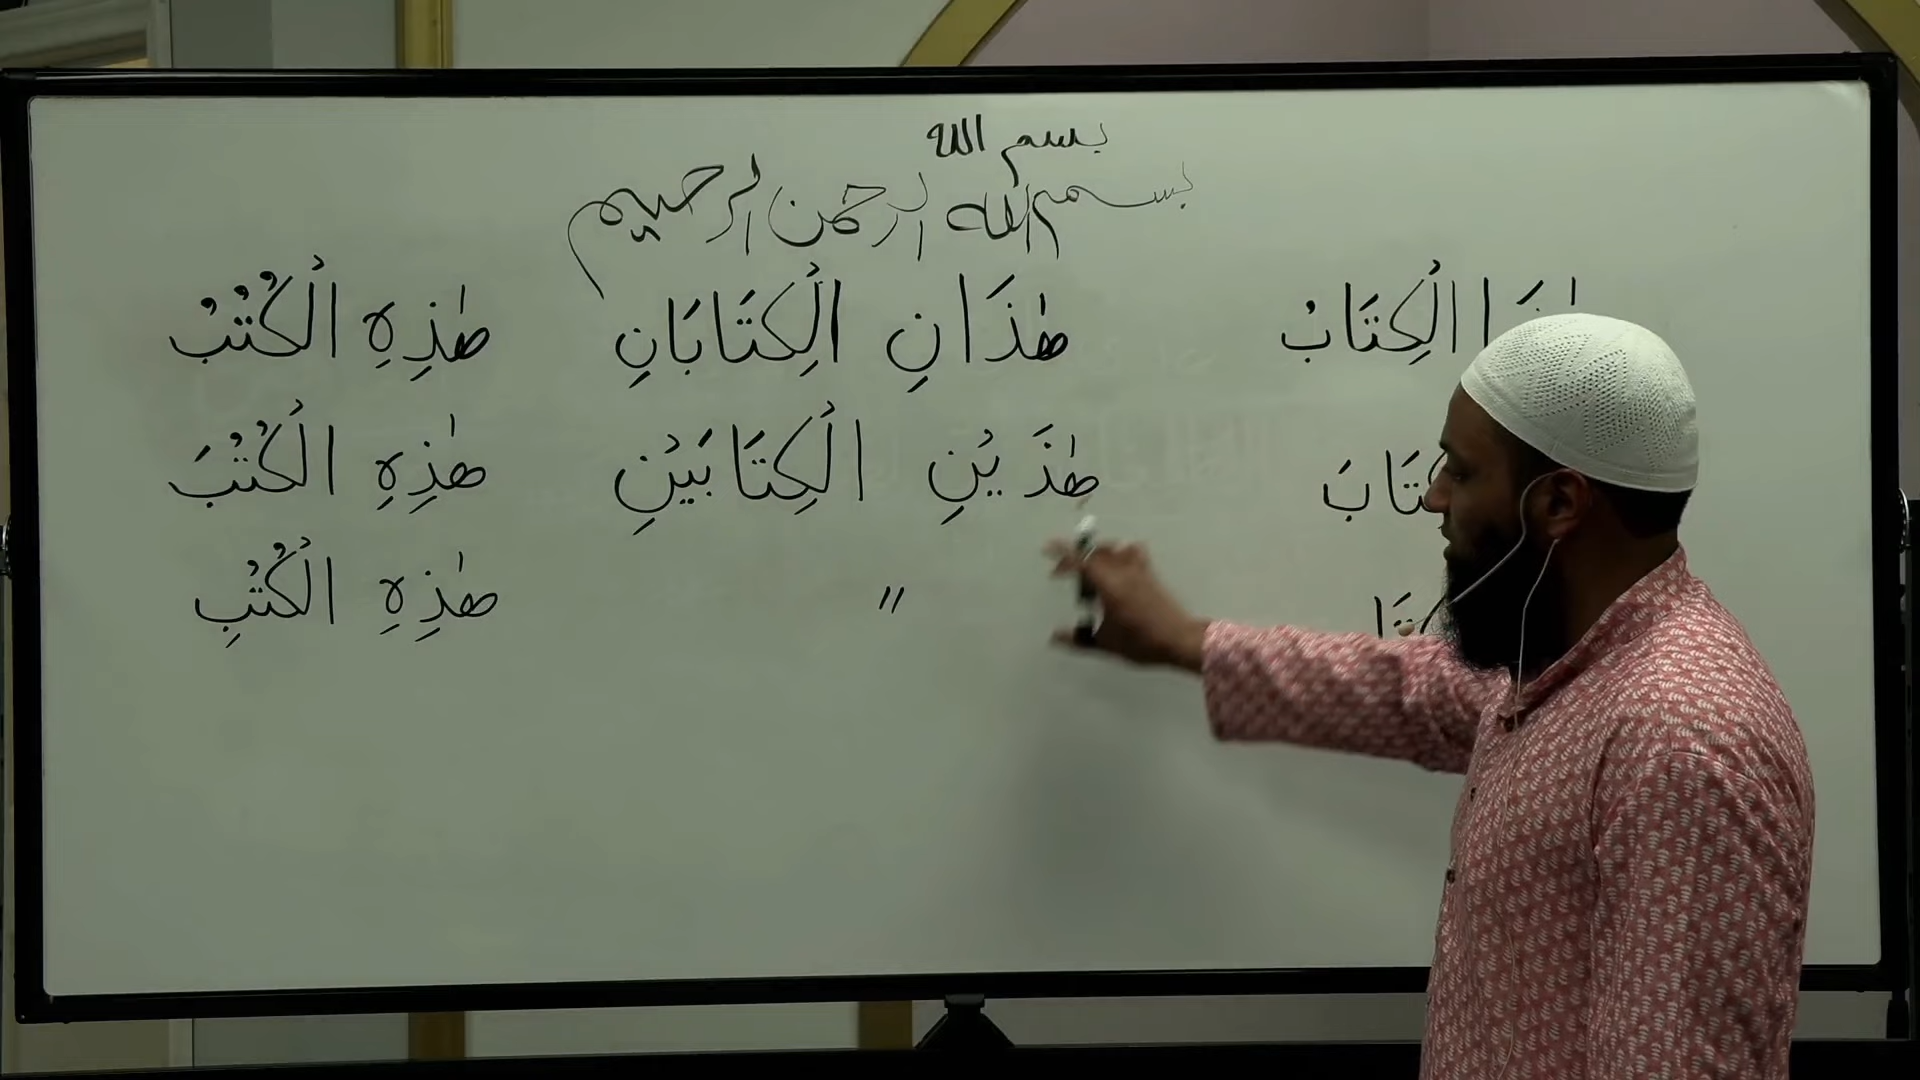 بسم الله
بسم الله الرحمن الرحيم
الْكِتَابُ هٰذَانِ الْكِتَابَانِ هٰذِهِ الْكُتُبُ
هٰذَيْنِ الْكِتَابَيْنِ هٰذِهِ الْكُتُبَ
" هٰذِهِ الْكُتُبِ